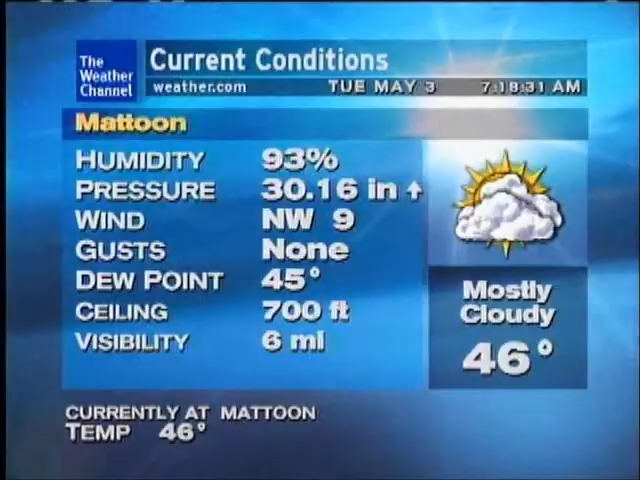 The
Weather
Channel
Current Conditions
weather.com TUE MAY 3 7:18:31 AM
Mattoon
HUMIDITY 93%
PRESSURE 30.16 in ↑
WIND NW 9
GUSTS None
DEW POINT 45°
CEILING 700 ft
VISIBILITY 6 mi
Mostly
Cloudy
46°
CURRENTLY AT MATTOON
TEMP 46°